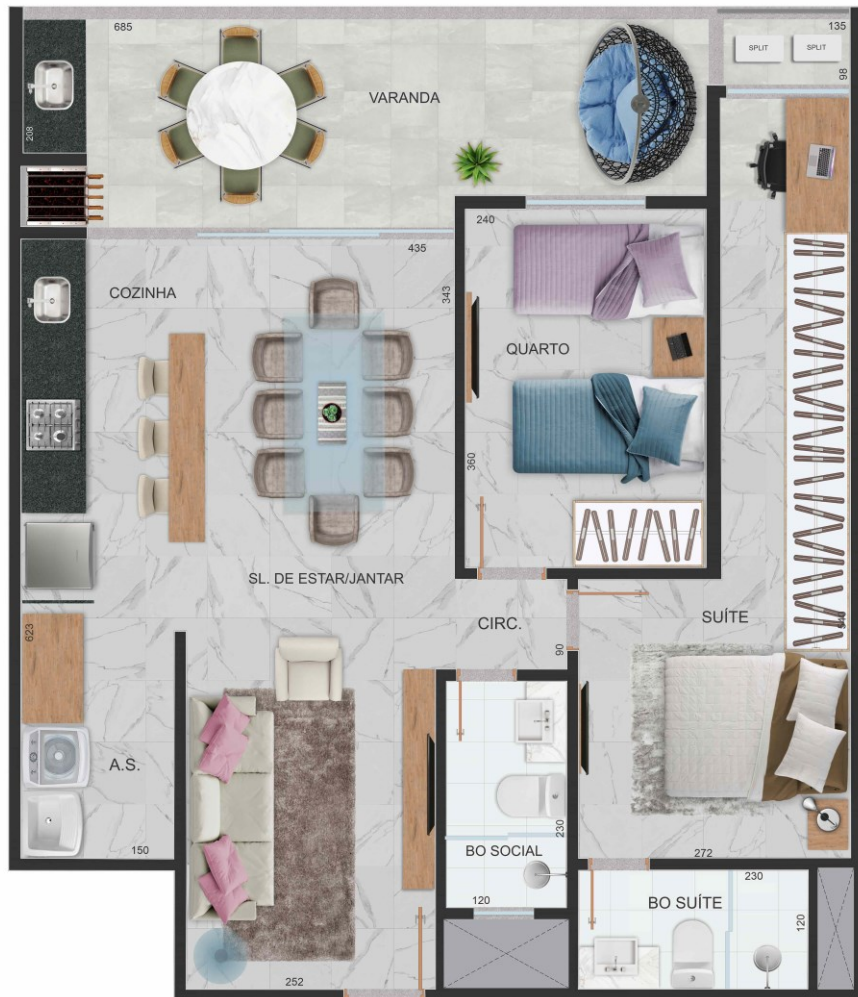 685
135
SPLIT
SPLIT
VARANDA
98
208
240
435
COZINHA
343
QUARTO
360
SL. DE ESTAR/JANTAR
623
CIRC.
SUÍTE
90
A.S.
230
150
BO SOCIAL
272
230
120
BO SUÍTE
120
252